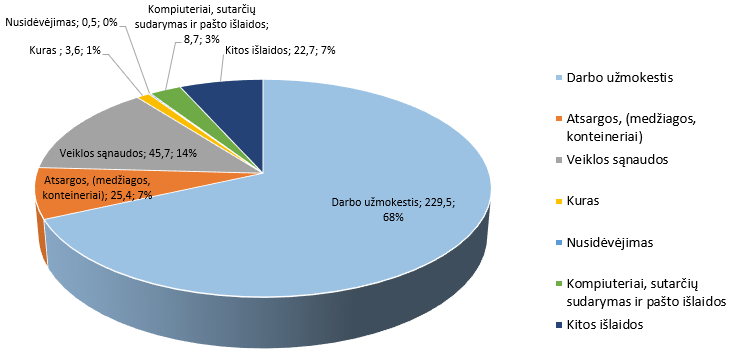 Kompiuteriai, sutarčių
sudarymas ir pašto išlaidos;
8,7; 3%
Nusidėvėjimas; 0,5; 0%
Kuras ; 3,6; 1%
Kitos išlaidos; 22,7; 7%
Veiklos sąnaudos; 45,7; 14%
Atsargos, (medžiagos,
konteineriai); 25,4; 7%
Darbo užmokestis; 229,5;
68%
Darbo užmokestis
Atsargos, (medžiagos,
konteineriai)
Veiklos sąnaudos
Kuras
Nusidėvėjimas
Kompiuteriai, sutarčių
sudarymas ir pašto išlaidos
Kitos išlaidos